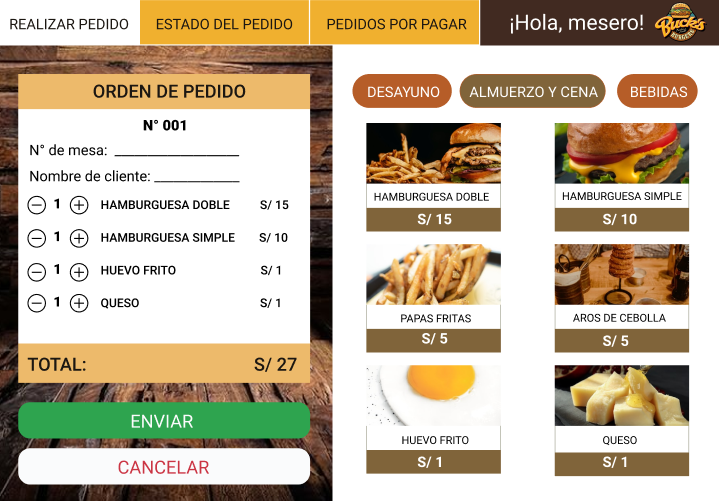 REALIZAR PEDIDO
ESTADO DEL PEDIDO
PEDIDOS POR PAGAR
¡Hola, mesero!
Buck's
BURGERS
ORDEN DE PEDIDO
N° 001
N° de mesa: _________________
Nombre de cliente: ____________
1 HAMBURGUESA DOBLE S/ 15
1 HAMBURGUESA SIMPLE S/ 10
1 HUEVO FRITO S/ 1
1 QUESO S/ 1
TOTAL: S/ 27
ENVIAR
CANCELAR
DESAYUNO
ALMUERZO Y CENA
BEBIDAS
HAMBURGUESA DOBLE
S/ 15
HAMBURGUESA SIMPLE
S/ 10
PAPAS FRITAS
S/ 5
AROS DE CEBOLLA
S/ 5
HUEVO FRITO
S/ 1
QUESO
S/ 1